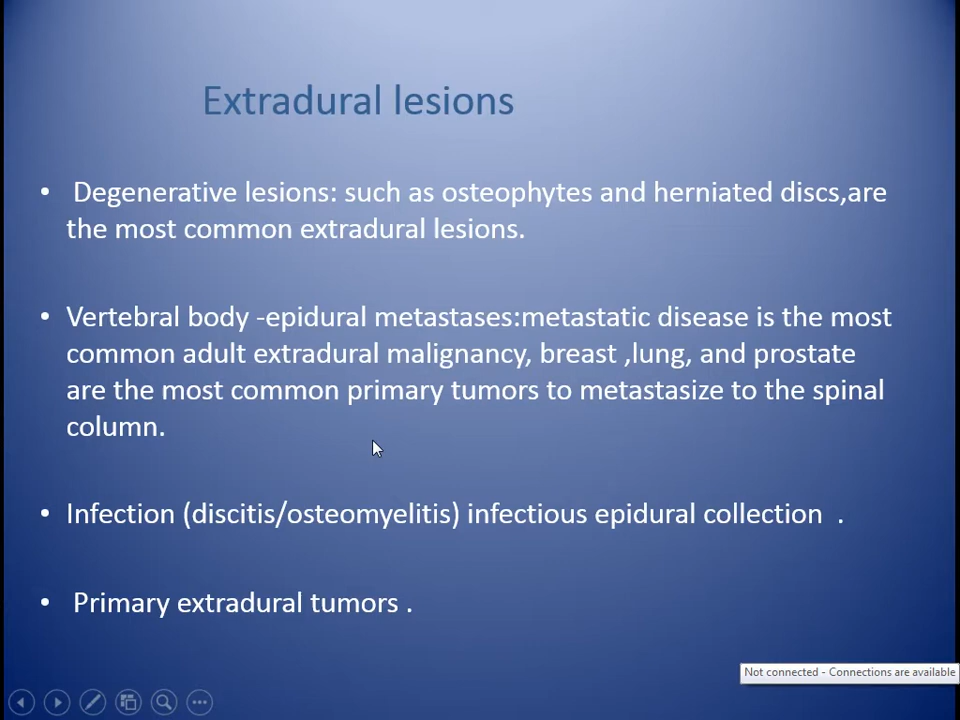 Extradural lesions
• Degenerative lesions: such as osteophytes and herniated discs,are
the most common extradural lesions.
• Vertebral body -epidural metastases:metastatic disease is the most
common adult extradural malignancy, breast ,lung, and prostate
are the most common primary tumors to metastasize to the spinal
column.
• Infection (discitis/osteomyelitis) infectious epidural collection .
• Primary extradural tumors .
Not connected - Connections are available